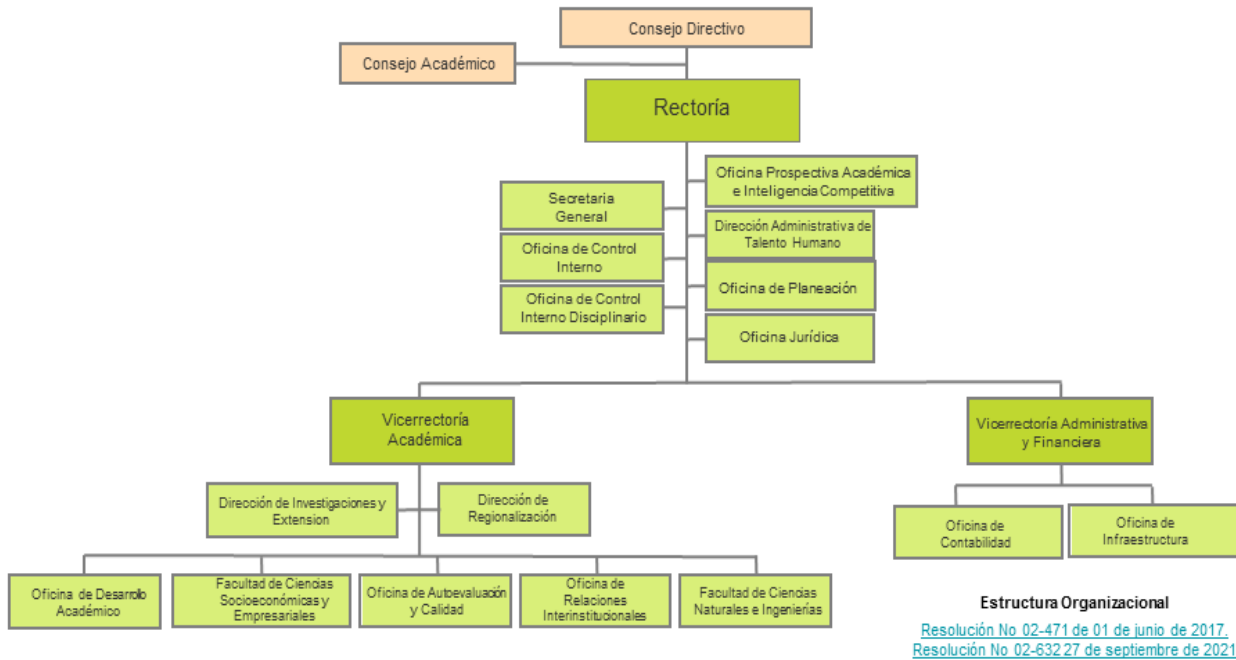 Consejo Directivo
Consejo Académico
Rectoría
Oficina Prospectiva Académica
e Inteligencia Competitiva
Secretaria
General
Dirección Administrativa de
Talento Humano
Oficina de Control
Interno
Oficina de Planeación
Oficina de Control
Interno Disciplinario
Oficina Jurídica
Vicerrectoría
Académica
Vicerrectoría Administrativa
y Financiera
Dirección de Investigaciones y
Extension
Dirección de
Regionalización
Oficina de
Contabilidad
Oficina de
Infraestructura
Oficina de Desarrollo
Académico
Facultad de Ciencias
Socioeconómicas y
Empresariales
Oficina de Autoevaluación
y Calidad
Oficina de
Relaciones
Interinstitucionales
Facultad de Ciencias
Naturales e Ingenierías
Estructura Organizacional
Resolución No 02-471 de 01 de junio de 2017.
Resolución No 02-632 27 de septiembre de 2021